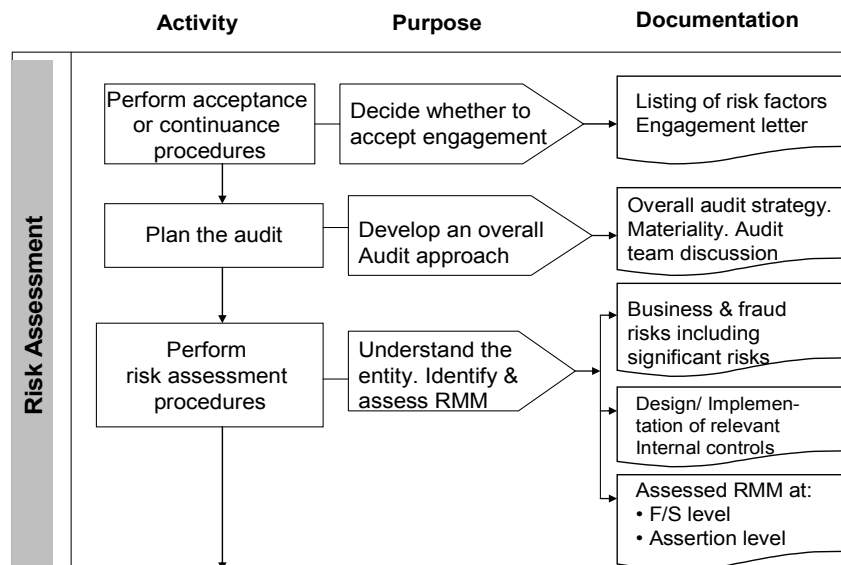 Activity
Purpose
Documentation
Risk Assessment
Perform acceptance
or continuance
procedures
Decide whether to
accept engagement
Listing of risk factors
Engagement letter
Plan the audit
Develop an overall
Audit approach
Overall audit strategy.
Materiality. Audit
team discussion
Perform
risk assessment
procedures
Understand the
entity. Identify &
assess RMM
Business & fraud
risks including
significant risks
Design/ Implemen-
tation of relevant
Internal controls
Assessed RMM at:
• F/S level
• Assertion level